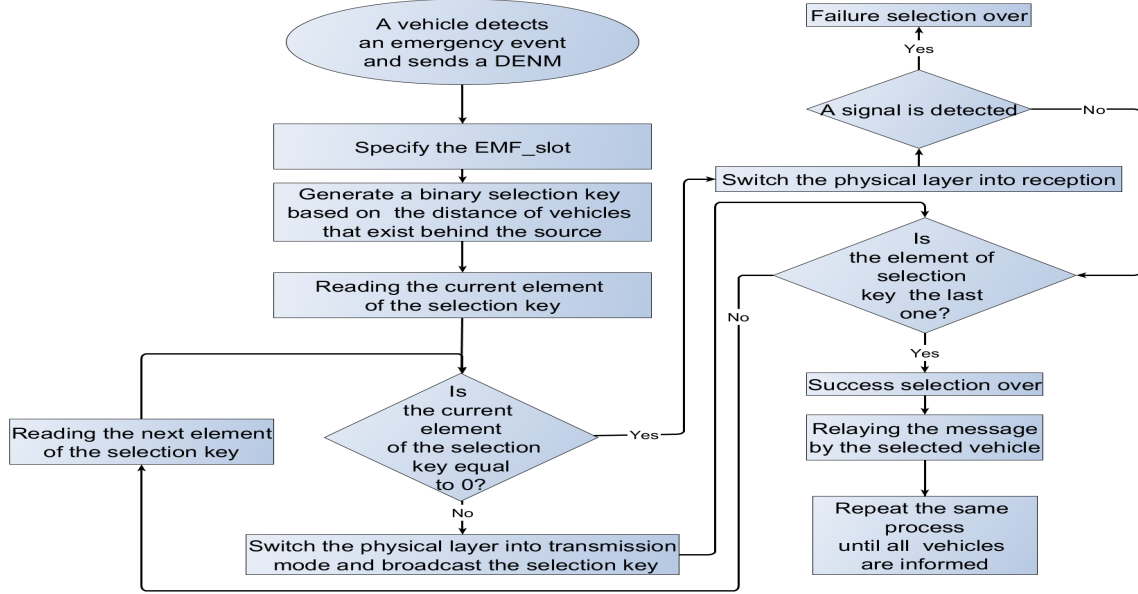 A vehicle detects
an emergency event
and sends a DENM
Specify the EMF_slot
Generate a binary selection key
based on the distance of vehicles
that exist behind the source
Reading the current element
of the selection key
Is
the current
element
of the selection
key equal
to 0?
Yes
No
Reading the next element
of the selection key
Switch the physical layer into transmission
mode and broadcast the selection key
Failure selection over
Yes
A signal is detected
No
Switch the physical layer into reception
Is
the element of
selection
key the last
one?
No
Yes
Success selection over
Relaying the message
by the selected vehicle
Repeat the same
process
until all vehicles
are informed